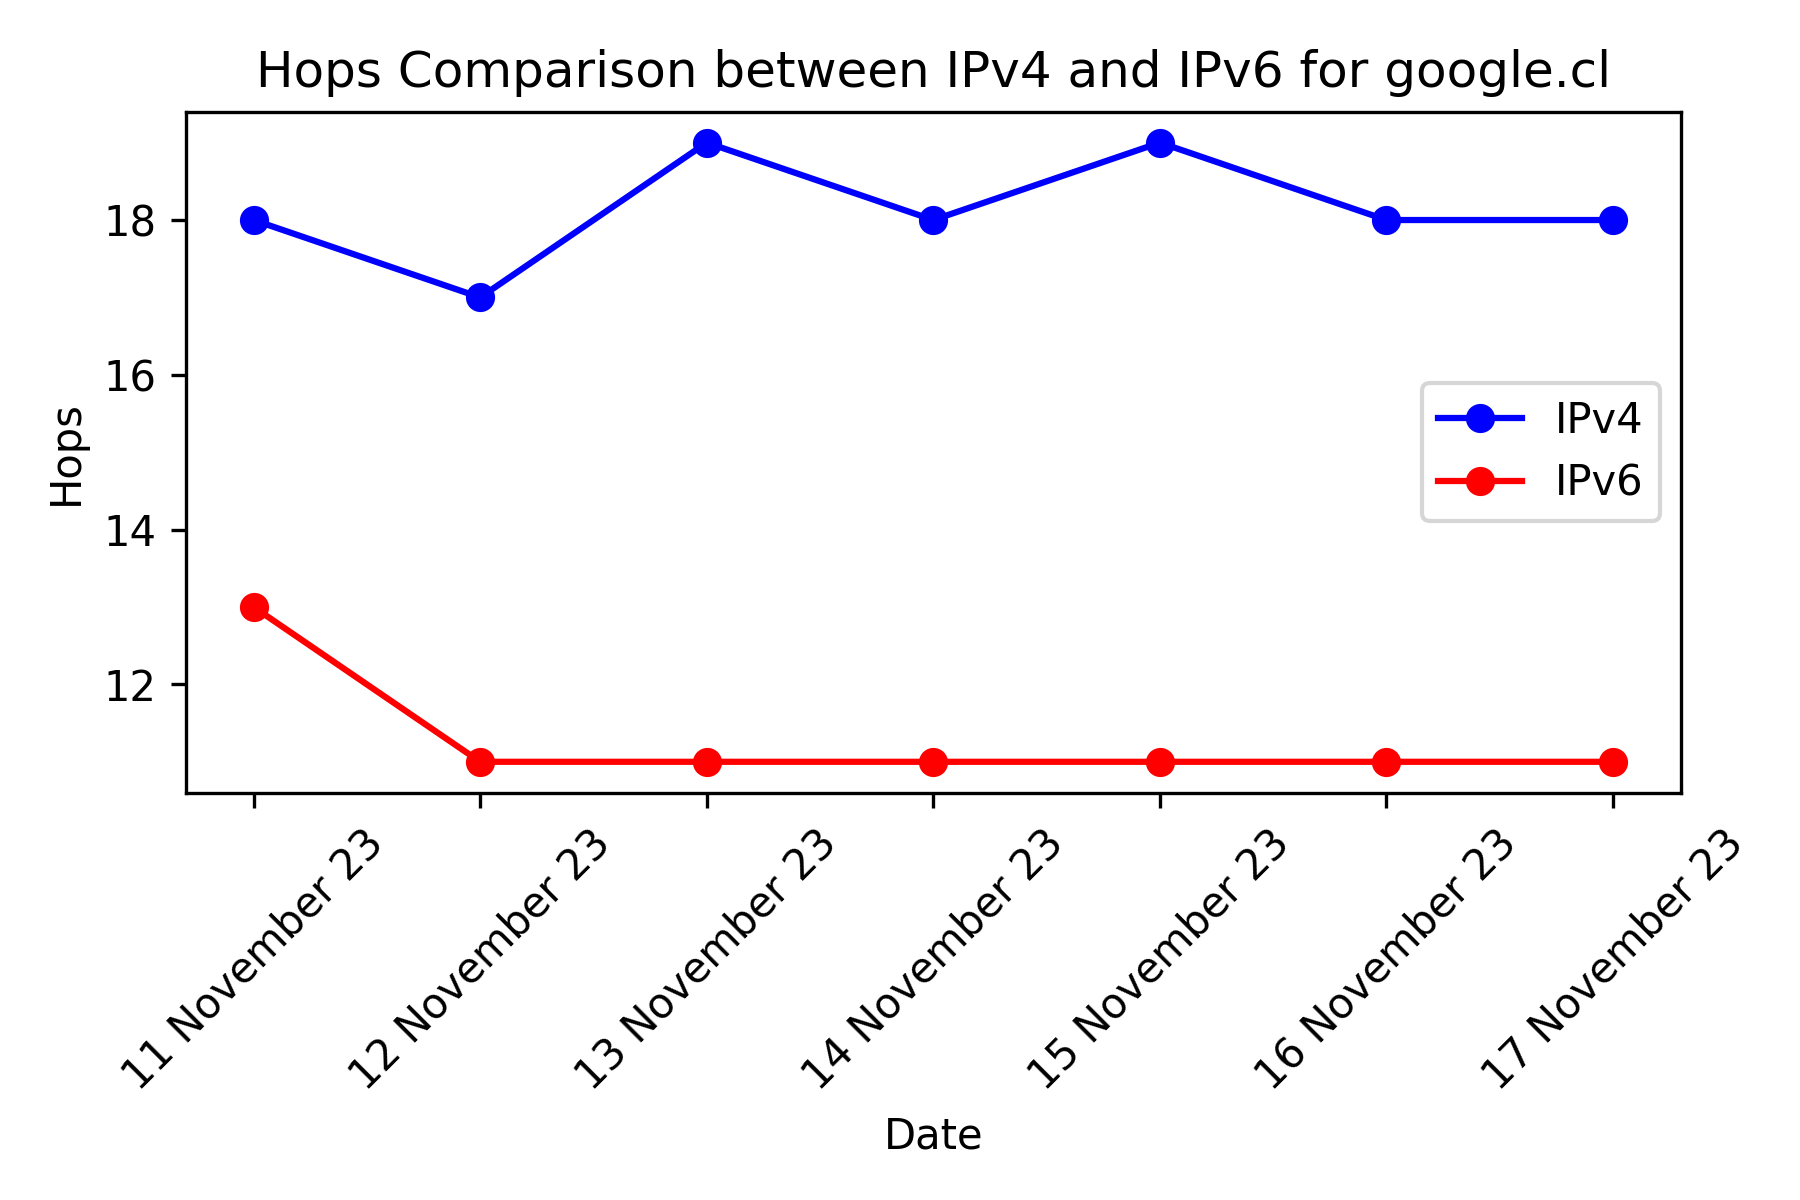 Hops Comparison between IPv4 and IPv6 for google.cl
Hops
18
16
14
12
IPv4
IPv6
11 November 23
12 November 23
13 November 23
14 November 23
15 November 23
16 November 23
17 November 23
Date